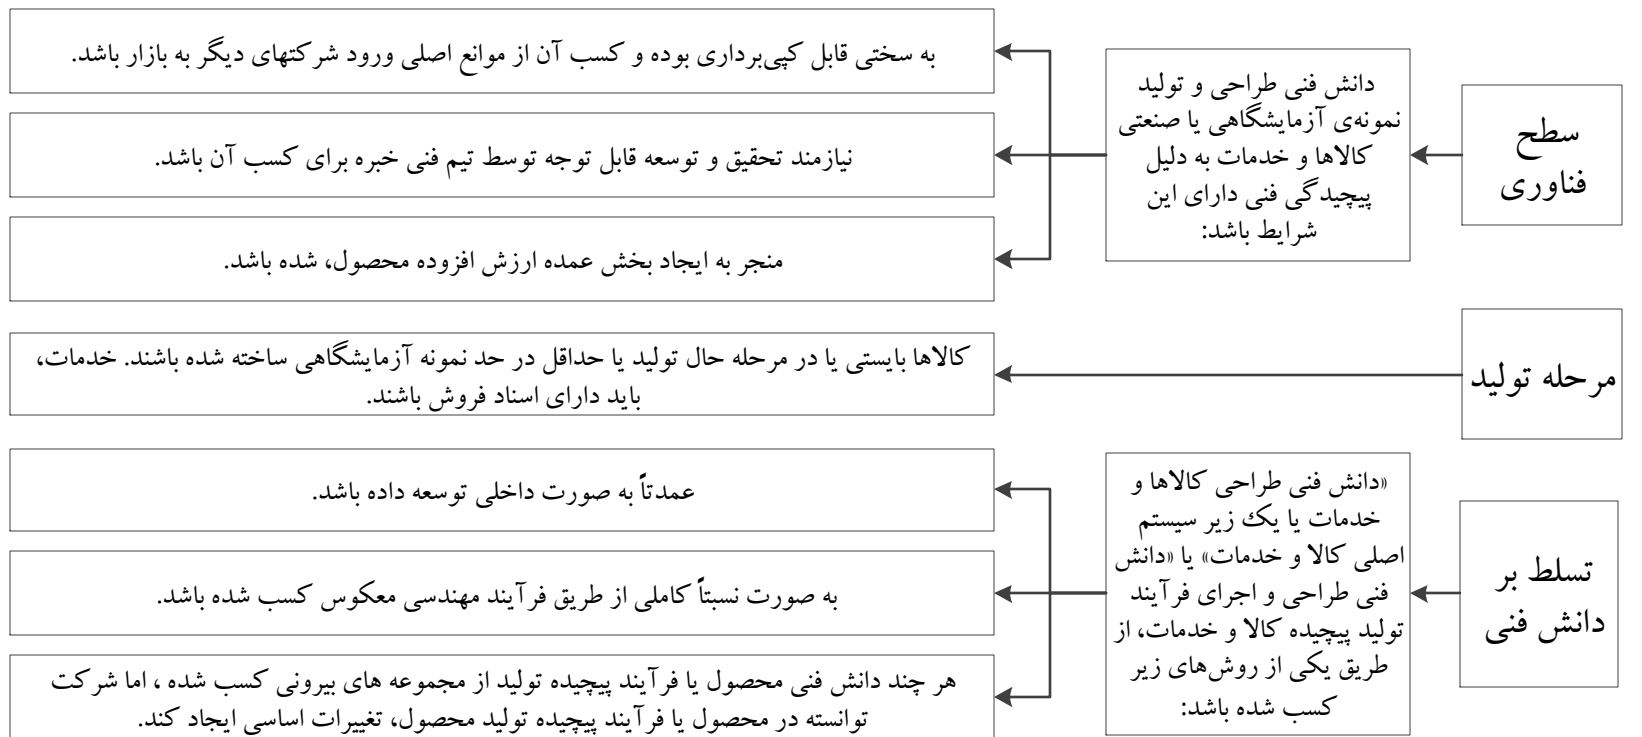 سطح
فناوری
دانش فنی طراحی و تولید
نمونه‌ی آزمایشگاهی یا صنعتی
کالاها و خدمات به دلیل
پیچیدگی فنی دارای این
شرایط باشد:
به سختی قابل کپی‌برداری بوده و کسب آن از موانع اصلی ورود شرکتهای دیگر به بازار باشد.
نیازمند تحقیق و توسعه قابل توجه توسط تیم فنی خبره برای کسب آن باشد.
منجر به ایجاد بخش عمده ارزش افزوده محصول، شده باشد.
مرحله تولید
کالاها بایستی یا در مرحله حال تولید یا حداقل در حد نمونه آزمایشگاهی ساخته شده باشند. خدمات،
باید دارای اسناد فروش باشند.
تسلط بر
دانش فنی
«دانش فنی طراحی کالاها و
خدمات یا یک زیر سیستم
اصلی کالا و خدمات» یا «دانش
فنی طراحی و اجرای فرآیند
تولید پیچیده کالا و خدمات، از
طریق یکی از روش‌های زیر
کسب شده باشد:
عمدتاً به صورت داخلی توسعه داده باشد.
به صورت نسبتاً کاملی از طریق فرآیند مهندسی معکوس کسب شده باشد.
هر چند دانش فنی محصول یا فرآیند پیچیده تولید از مجموعه های بیرونی کسب شده ، اما شرکت
توانسته در محصول یا فرآیند پیچیده تولید محصول، تغییرات اساسی ایجاد کند.